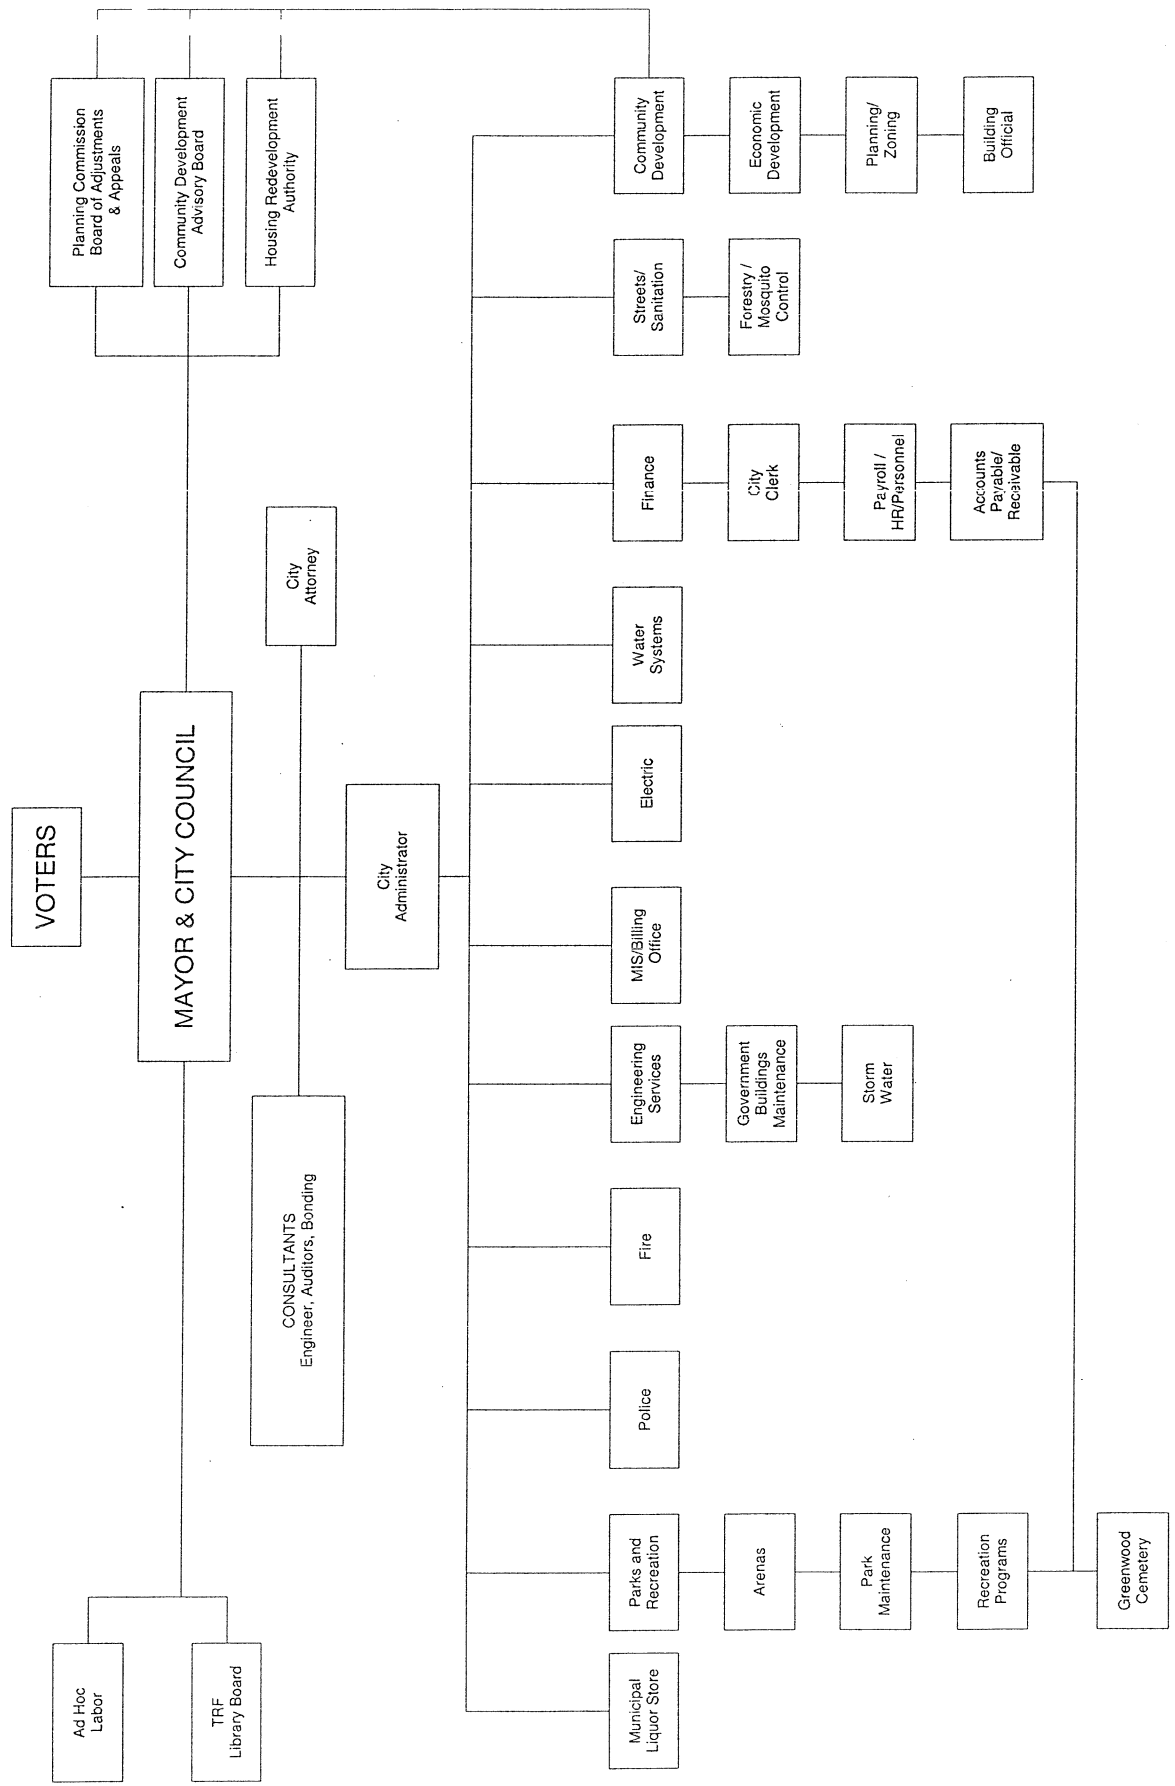 VOTERS
MAYOR & CITY COUNCIL
Ad Hoc
Labor
TRF
Library Board
Planning Commission
Board of Adjustments
& Appeals
Community Development
Advisory Board
Housing Redevelopment
Authority
CONSULTANTS
Engineer, Auditors, Bonding
City
Attorney
City
Administrator
Municipal
Liquor Store
Parks and
Recreation
Arenas
Park
Maintenance
Recreation
Programs
Greenwood
Cemetery
Police
Fire
Engineering
Services
Government
Buildings
Maintenance
Storm
Water
MIS/Billing
Office
Electric
Water
Systems
Finance
City
Clerk
Payroll /
HR/Personnel
Accounts
Payable/
Receivable
Streets/
Sanitation
Forestry /
Mosquito
Control
Community
Development
Economic
Development
Planning/
Zoning
Building
Official